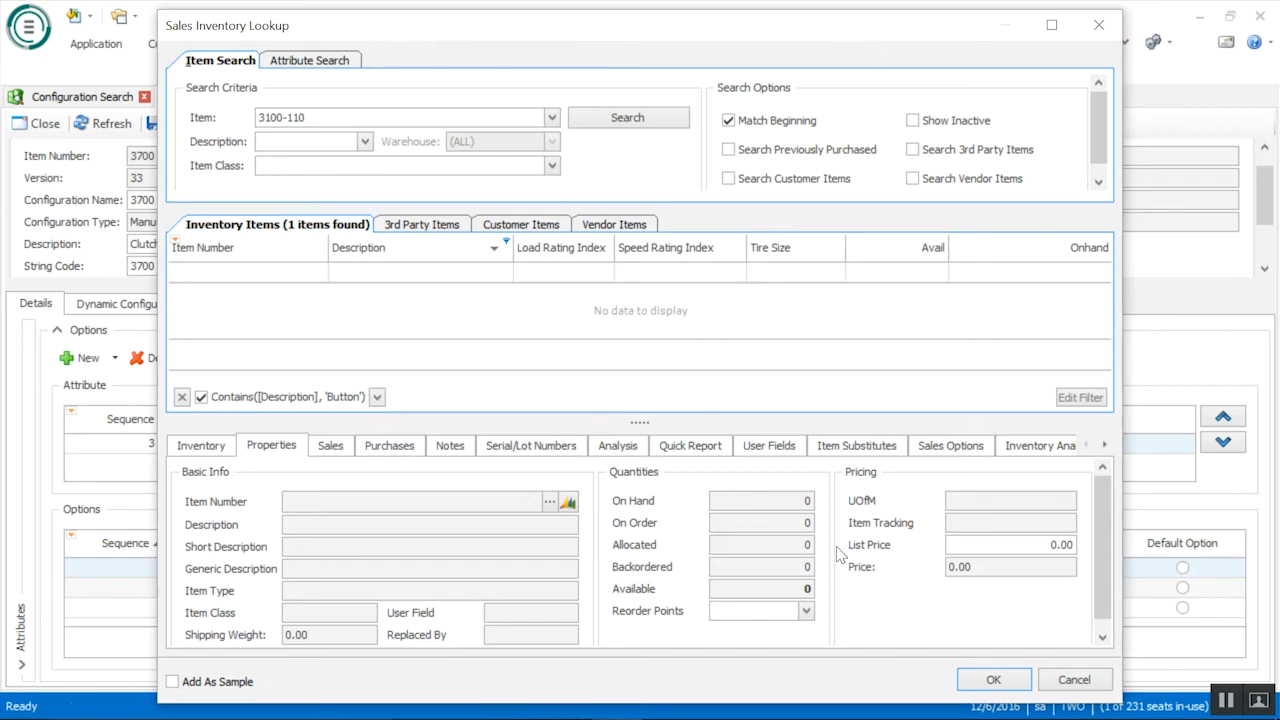 Sales Inventory Lookup
Application
Configuration Search
Close Refresh
Item Number: 3700
Version: 33
Configuration Name: 3700
Configuration Type: Manu
Description: Clutch
String Code: 3700
Details Dynamic Configu
Options
New De
Attribute
Sequence
3
Options
Sequence
Attributes
Item Search Attribute Search
Search Criteria
Item: 3100-110 Search
Description: Warehouse: (ALL)
Item Class:
Search Options
Match Beginning Show Inactive
Search Previously Purchased Search 3rd Party Items
Search Customer Items Search Vendor Items
Inventory Items (1 items found) 3rd Party Items Customer Items Vendor Items
Item Number Description Load Rating Index Speed Rating Index Tire Size Avail Onhand
No data to display
Contains([Description], 'Button') Edit Filter
Inventory Properties Sales Purchases Notes Serial/Lot Numbers Analysis Quick Report User Fields Item Substitutes Sales Options Inventory Ana
Basic Info
Item Number
Description
Short Description
Generic Description
Item Type
Item Class User Field
Shipping Weight: 0.00 Replaced By
Quantities
On Hand 0
On Order 0
Allocated 0
Backordered 0
Available 0
Reorder Points
Pricing
UOfM
Item Tracking
List Price 0.00
Price: 0.00
Default Option
Add As Sample OK Cancel
Ready 12/6/2016 sa TWO (1 of 231 seats in-use)